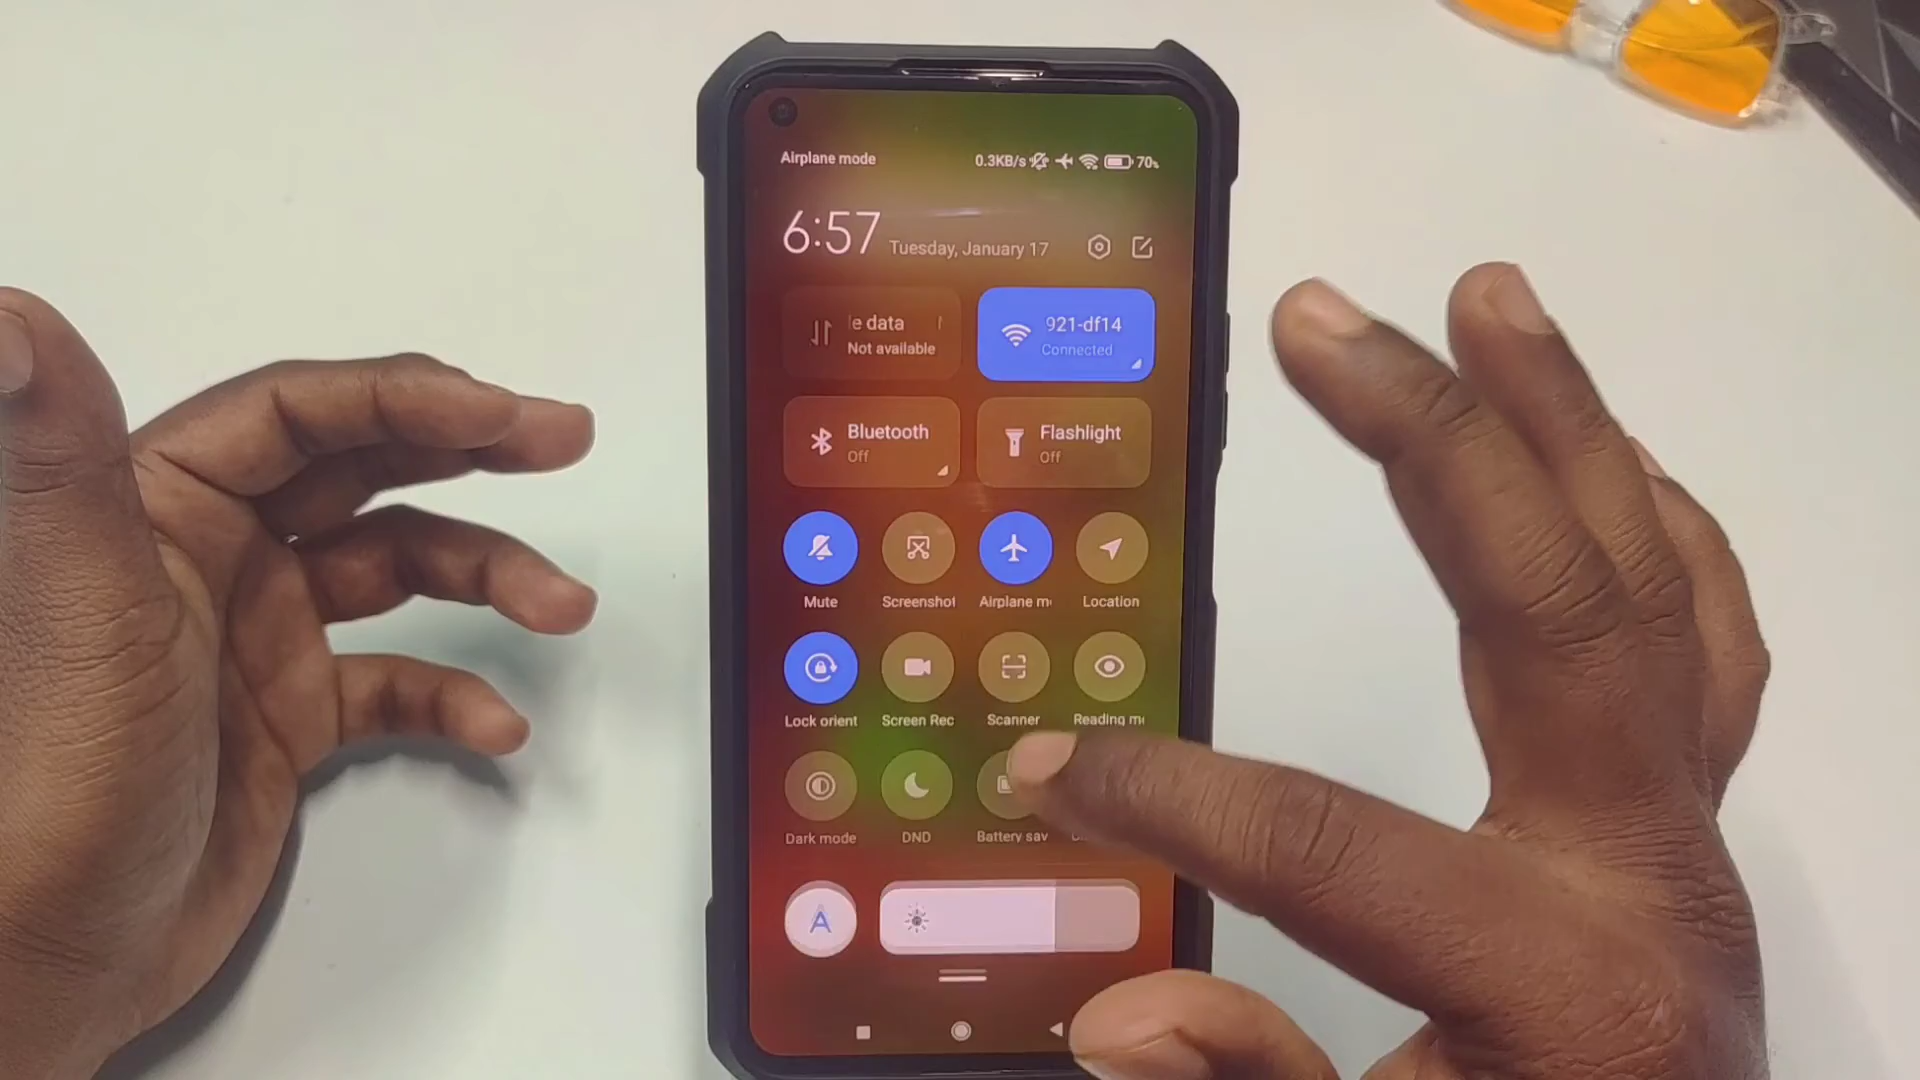 Airplane mode
0.3KB/s 70%
6:57 Tuesday, January 17
e data
Not available
921-df14
Connected
Bluetooth
Off
Flashlight
Off
Mute
Screenshot
Airplane m
Location
Lock orient
Screen Rec
Scanner
Reading m
Dark mode
DND
Battery sav
A